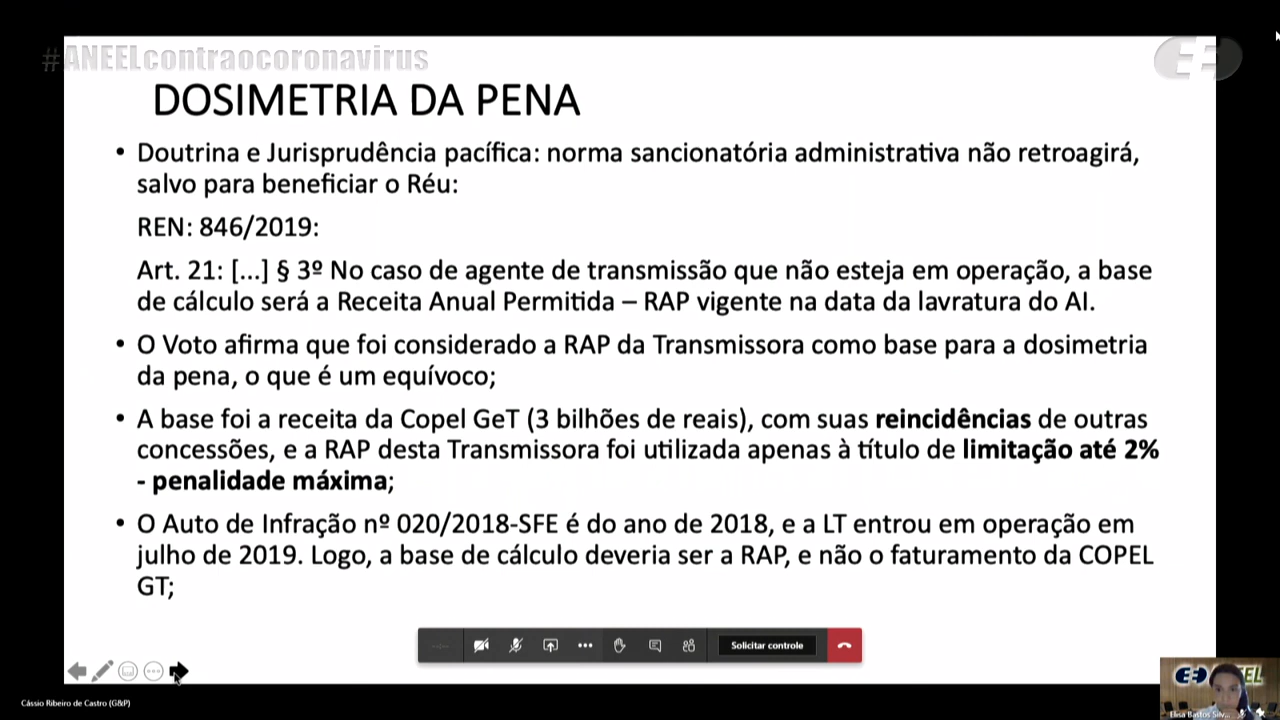 #ANEELcontraocoronavirus
DOSIMETRIA DA PENA
• Doutrina e Jurisprudência pacífica: norma sancionatória administrativa não retroagirá,
salvo para beneficiar o Réu:
REN: 846/2019:
Art. 21: [...] § 3º No caso de agente de transmissão que não esteja em operação, a base
de cálculo será a Receita Anual Permitida – RAP vigente na data da lavratura do AI.
• O Voto afirma que foi considerado a RAP da Transmissora como base para a dosimetria
da pena, o que é um equívoco;
• A base foi a receita da Copel GeT (3 bilhões de reais), com suas reincidências de outras
concessões, e a RAP desta Transmissora foi utilizada apenas à título de limitação até 2%
- penalidade máxima;
• O Auto de Infração nº 020/2018-SFE é do ano de 2018, e a LT entrou em operação em
julho de 2019. Logo, a base de cálculo deveria ser a RAP, e não o faturamento da COPEL
GT;
Solicitar controle
Cássio Ribeiro de Castro (G&P)
Elisa Bastos Silv...